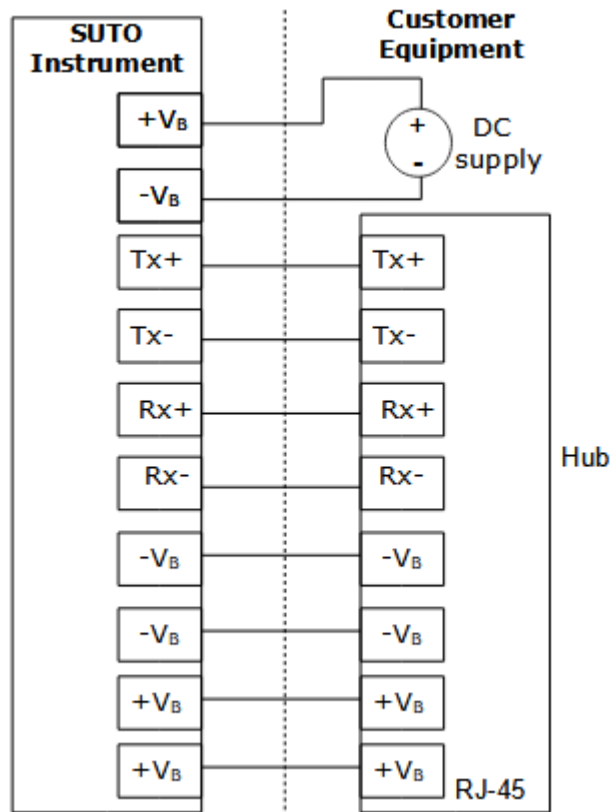 SUTO
Instrument
Customer
Equipment
+VB
-VB
+
-
DC
supply
Tx+ Tx+
Tx- Tx-
Rx+ Rx+
Rx- Rx-
Hub
-VB -VB
-VB -VB
+VB +VB
+VB +VB
RJ-45